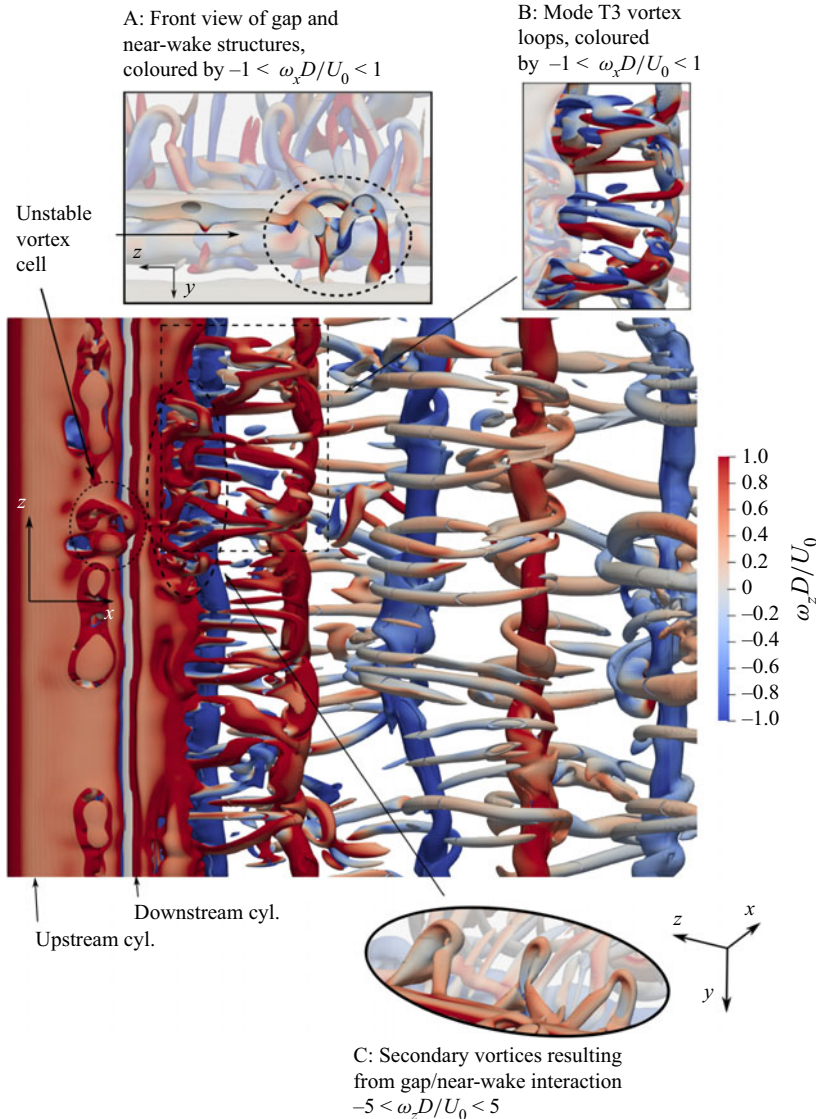 A: Front view of gap and
near-wake structures,
coloured by –1 < ω_xD/U_0 < 1
B: Mode T3 vortex
loops, coloured
by –1 < ω_xD/U_0 < 1
Unstable
vortex
cell
z
y
z
x
1.0
0.8
0.6
0.4
0.2
0
–0.2
–0.4
–0.6
–0.8
–1.0
ω_zD/U_0
Downstream cyl.
Upstream cyl.
z
x
y
C: Secondary vortices resulting
from gap/near-wake interaction
–5 < ω_zD/U_0 < 5